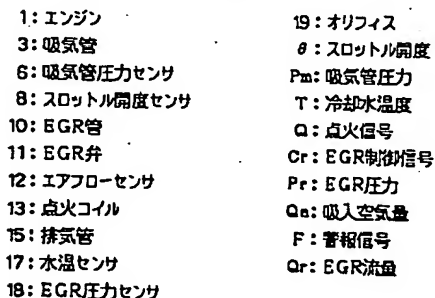 1：エンジン
3：吸気管
6：吸気管圧力センサ
8：スロットル開度センサ
10：EGR管
11：EGR弁
12：エアフローセンサ
13：点火コイル
15：排気管
17：水温センサ
18：EGR圧力センサ
19：オリフィス
θ：スロットル開度
Pm：吸気管圧力
T：冷却水温度
Q：点火信号
Cr：EGR制御信号
Pr：EGR圧力
Qa：吸入空気量
F：警報信号
Qr：EGR流量